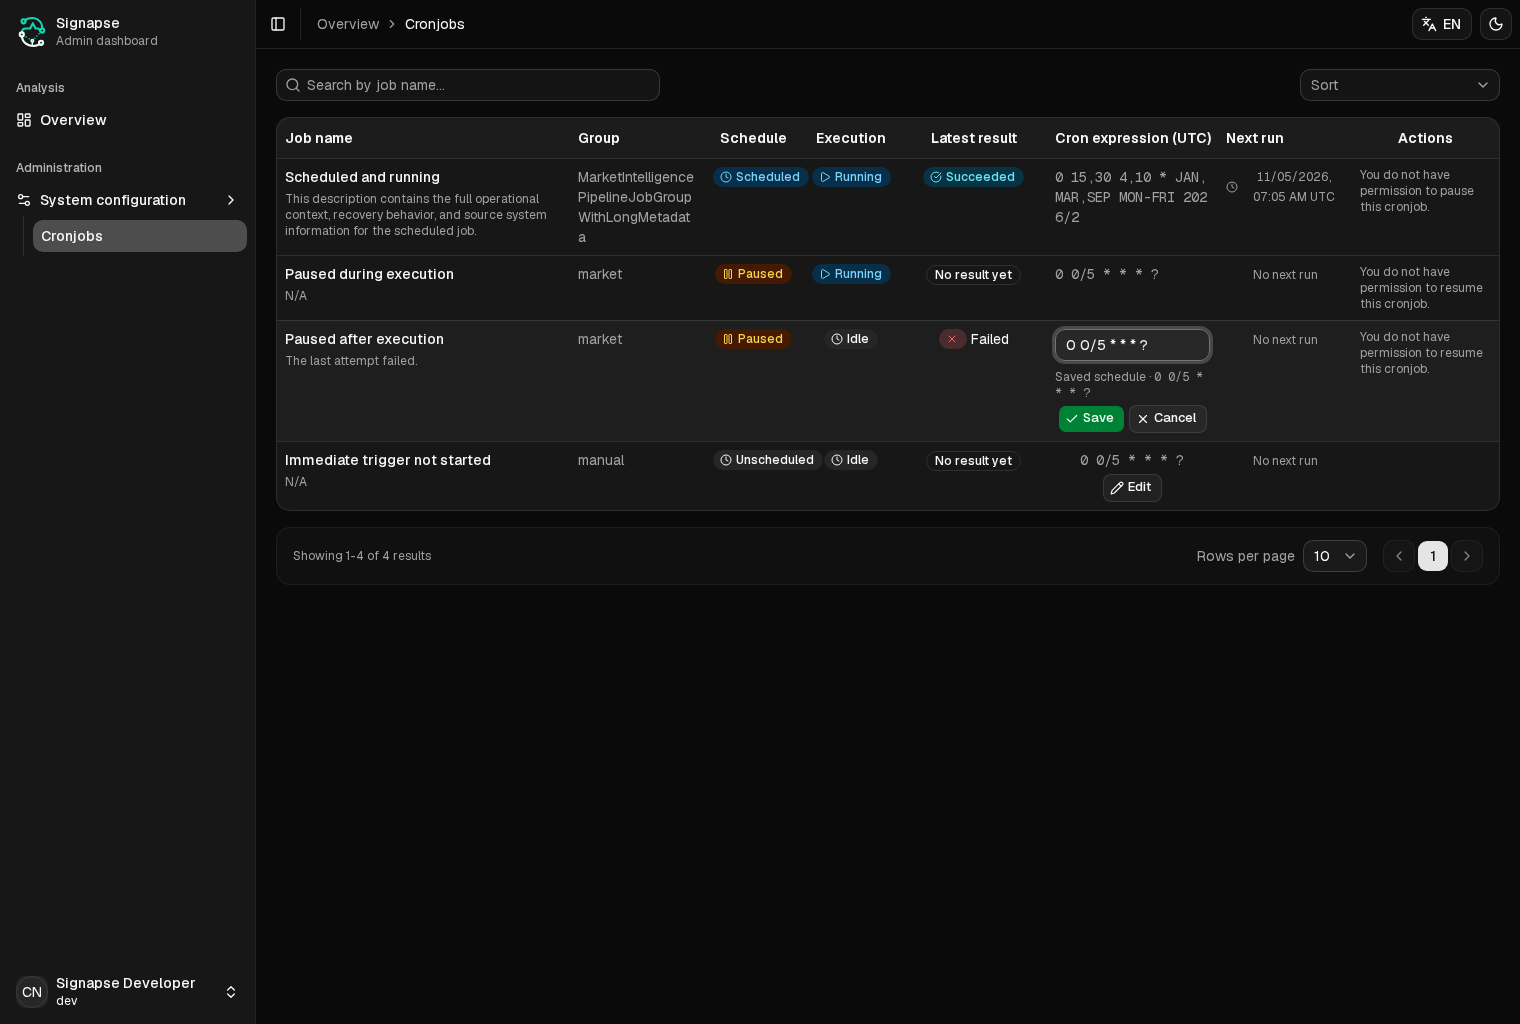 Signapse
Admin dashboard
Analysis
Overview
Administration
System configuration
Cronjobs
CN
Signapse Developer
dev
Overview > Cronjobs
EN
Search by job name...
Sort
Job name Group Schedule Execution Latest result Cron expression (UTC) Next run Actions
Scheduled and running
This description contains the full operational
context, recovery behavior, and source system
information for the scheduled job.
MarketIntelligence
PipelineJobGroup
WithLongMetadat
a
Scheduled
Running
Succeeded
0 15,30 4,10 * JAN,
MAR,SEP MON-FRI 202
6/2
11/05/2026,
07:05 AM UTC
You do not have
permission to pause
this cronjob.
Paused during execution
N/A
market
Paused
Running
No result yet
0 0/5 * * * ?
No next run
You do not have
permission to resume
this cronjob.
Paused after execution
The last attempt failed.
market
Paused
Idle
Failed
0 0/5 * * * ?
Saved schedule · 0 0/5 *
* * ?
Save
Cancel
No next run
You do not have
permission to resume
this cronjob.
Immediate trigger not started
N/A
manual
Unscheduled
Idle
No result yet
0 0/5 * * * ?
Edit
No next run
Showing 1-4 of 4 results
Rows per page
10
1